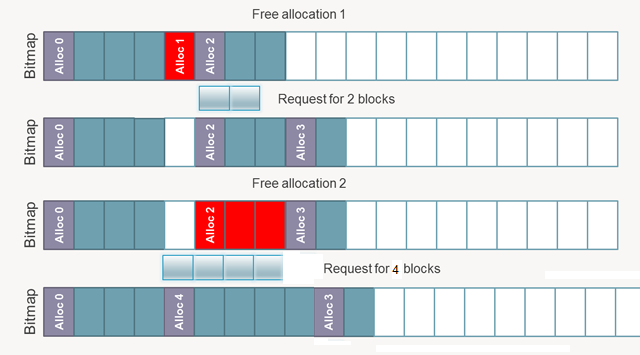 Free allocation 1
Bitmap Alloc 0 Alloc 1 Alloc 2
Request for 2 blocks
Bitmap Alloc 0 Alloc 2 Alloc 3
Free allocation 2
Bitmap Alloc 0 Alloc 2 Alloc 3
Request for 4 blocks
Bitmap Alloc 0 Alloc 4 Alloc 3